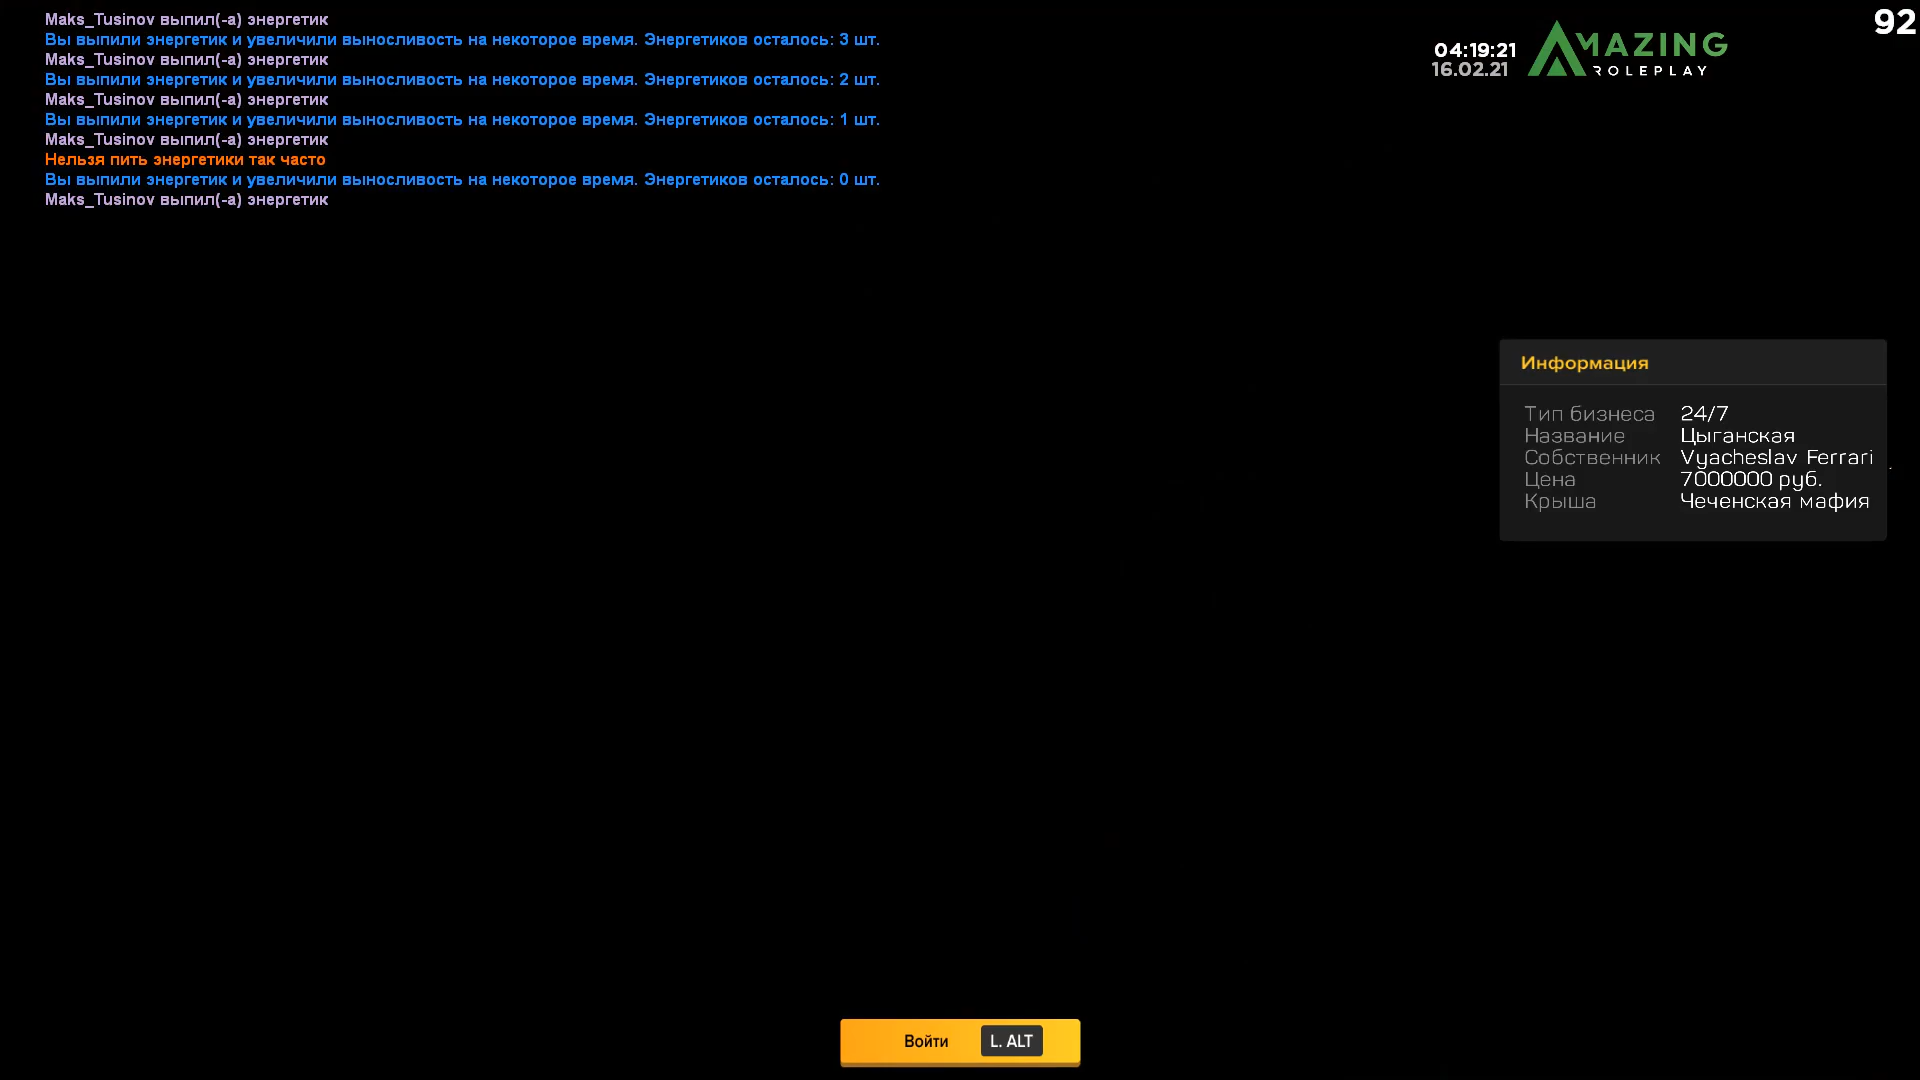 Maks_Tusinov выпил(-а) энергетик
Вы выпили энергетик и увеличили выносливость на некоторое время. Энергетиков осталось: 3 шт.
Maks_Tusinov выпил(-а) энергетик
Вы выпили энергетик и увеличили выносливость на некоторое время. Энергетиков осталось: 2 шт.
Maks_Tusinov выпил(-а) энергетик
Вы выпили энергетик и увеличили выносливость на некоторое время. Энергетиков осталось: 1 шт.
Maks_Tusinov выпил(-а) энергетик
Нельзя пить энергетики так часто
Вы выпили энергетик и увеличили выносливость на некоторое время. Энергетиков осталось: 0 шт.
Maks_Tusinov выпил(-а) энергетик
04:19:21
16.02.21
AMAZING
ROLEPLAY
92
Информация
Тип бизнеса 24/7
Название Цыганская
Собственник Vyacheslav Ferrari
Цена 7000000 руб.
Крыша Чеченская мафия
Войти L. ALT